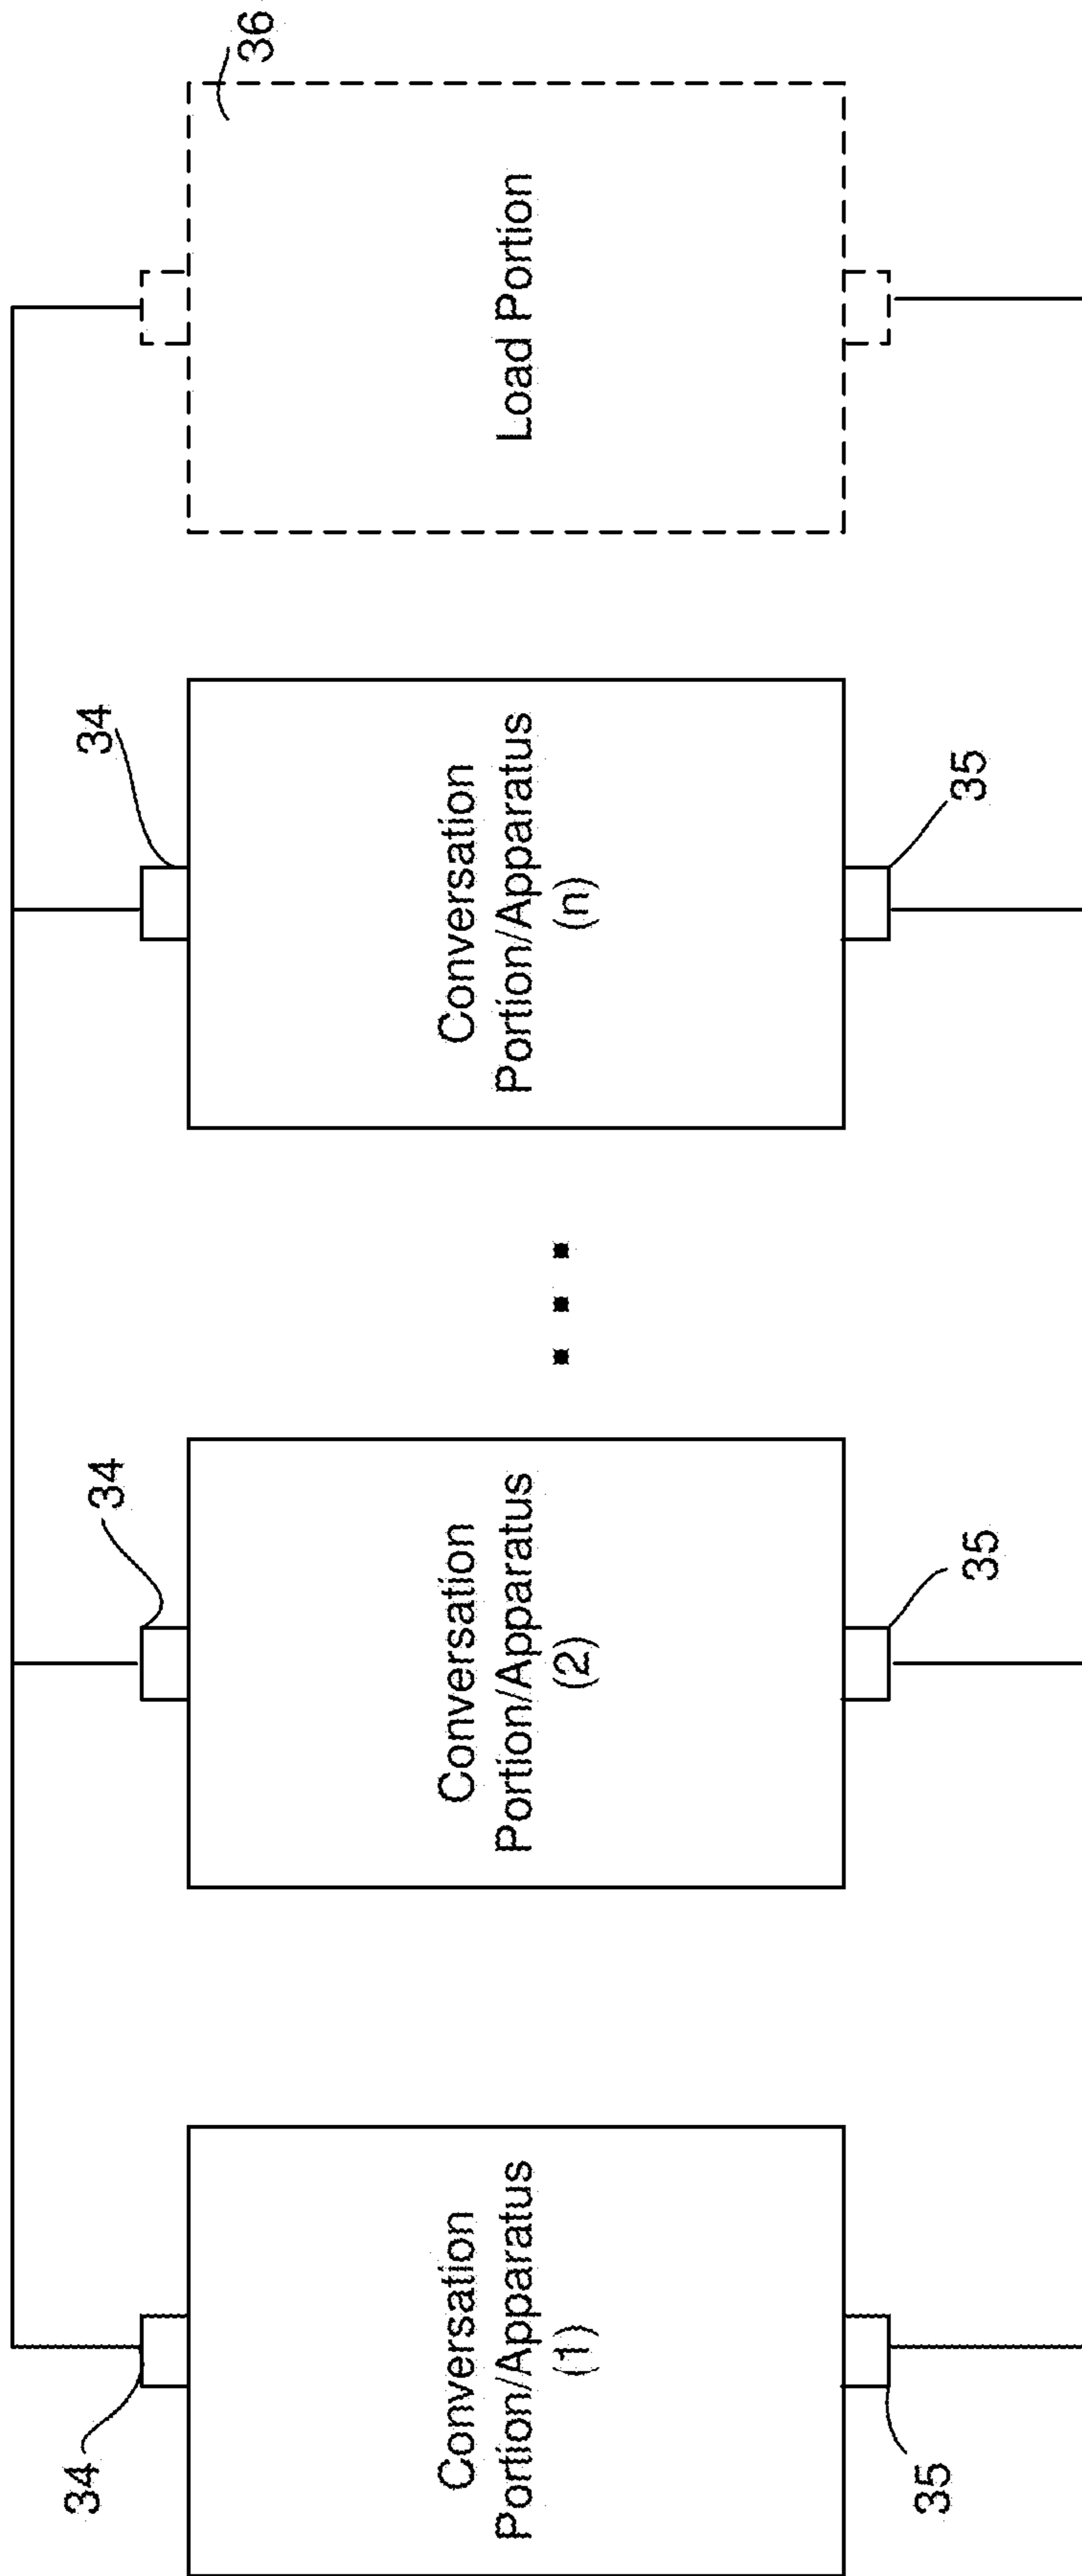 34
34
34
36
Conversation
Portion/Apparatus
(1)
Conversation
Portion/Apparatus
(2)
Conversation
Portion/Apparatus
(n)
Load Portion
35
35
35